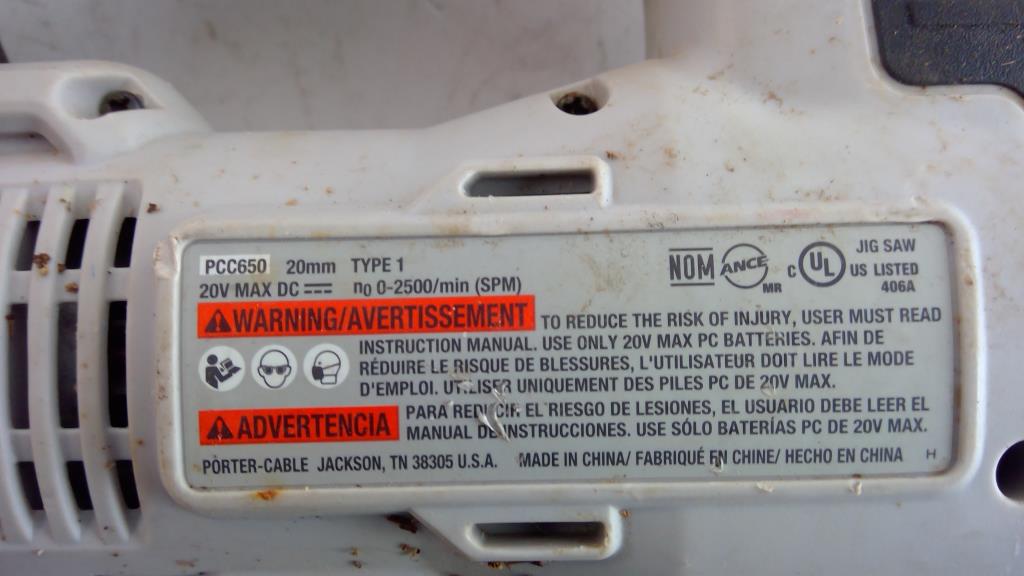 PCC650 20mm TYPE 1
20V MAX DC n0 0-2500/min (SPM)
NOM ANCE MR C UL US LISTED
JIG SAW
406A
WARNING/AVERTISSEMENT TO REDUCE THE RISK OF INJURY, USER MUST READ
INSTRUCTION MANUAL. USE ONLY 20V MAX PC BATTERIES. AFIN DE
RÉDUIRE LE RISQUE DE BLESSURES, L'UTILISATEUR DOIT LIRE LE MODE
D'EMPLOI. UTILISER UNIQUEMENT DES PILES PC DE 20V MAX.
ADVERTENCIA PARA REDUCIR EL RIESGO DE LESIONES, EL USUARIO DEBE LEER EL
MANUAL DE INSTRUCCIONES. USE SÓLO BATERÍAS PC DE 20V MAX.
PORTER-CABLE JACKSON, TN 38305 U.S.A. MADE IN CHINA/ FABRIQUÉ EN CHINE/ HECHO EN CHINA H